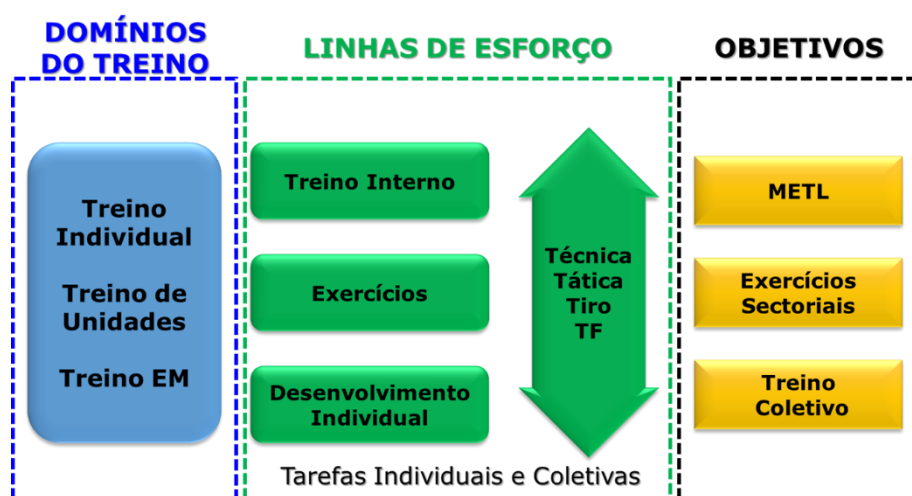 DOMÍNIOS
DO TREINO
LINHAS DE ESFORÇO
OBJETIVOS
Treino
Individual
Treino de
Unidades
Treino EM
Treino Interno
Exercícios
Desenvolvimento
Individual
Técnica
Tática
Tiro
TF
METL
Exercícios
Sectoriais
Treino
Coletivo
Tarefas Individuais e Coletivas